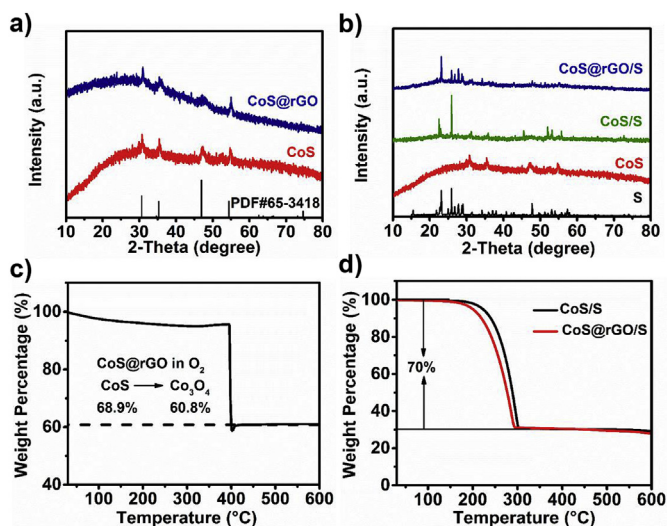 a)
Intensity (a.u.)
CoS@rGO
CoS
PDF#65-3418
10 20 30 40 50 60 70 80
2-Theta (degree)
b)
Intensity (a.u.)
CoS@rGO/S
CoS/S
CoS
S
10 20 30 40 50 60 70 80
2-Theta (degree)
c)
Weight Percentage (%)
100
80
60
40
CoS@rGO in O2
CoS → Co3O4
68.9% 60.8%
100 200 300 400 500 600
Temperature (°C)
d)
Weight Percentage (%)
100
80
60
40
20
0
CoS/S
CoS@rGO/S
70%
100 200 300 400 500 600
Temperature (°C)